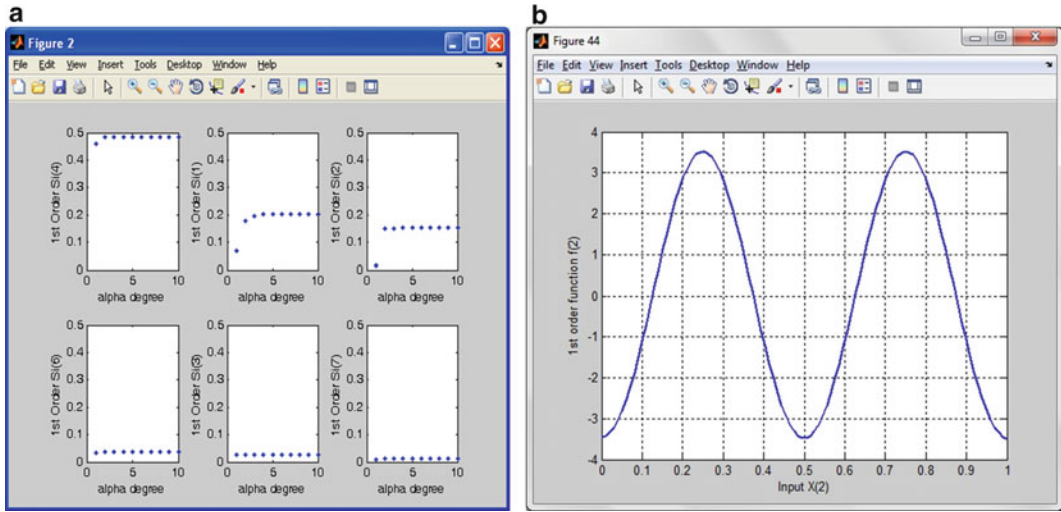 a
Figure 2
File Edit View Insert Tools Desktop Window Help
0.5
0.4
0.3
0.2
0.1
0
1st Order Si(4)
0 5 10
alpha degree
0.5
0.4
0.3
0.2
0.1
0
1st Order Si(1)
0 5 10
alpha degree
0.5
0.4
0.3
0.2
0.1
0
1st Order Si(2)
0 5 10
alpha degree
0.5
0.4
0.3
0.2
0.1
0
1st Order Si(6)
0 5 10
alpha degree
0.5
0.4
0.3
0.2
0.1
0
1st Order Si(3)
0 5 10
alpha degree
0.5
0.4
0.3
0.2
0.1
0
1st Order Si(7)
0 5 10
alpha degree
b
Figure 44
File Edit View Insert Tools Desktop Window Help
4
3
2
1
0
-1
-2
-3
-4
1st order function f(2)
0 0.1 0.2 0.3 0.4 0.5 0.6 0.7 0.8 0.9 1
Input X(2)